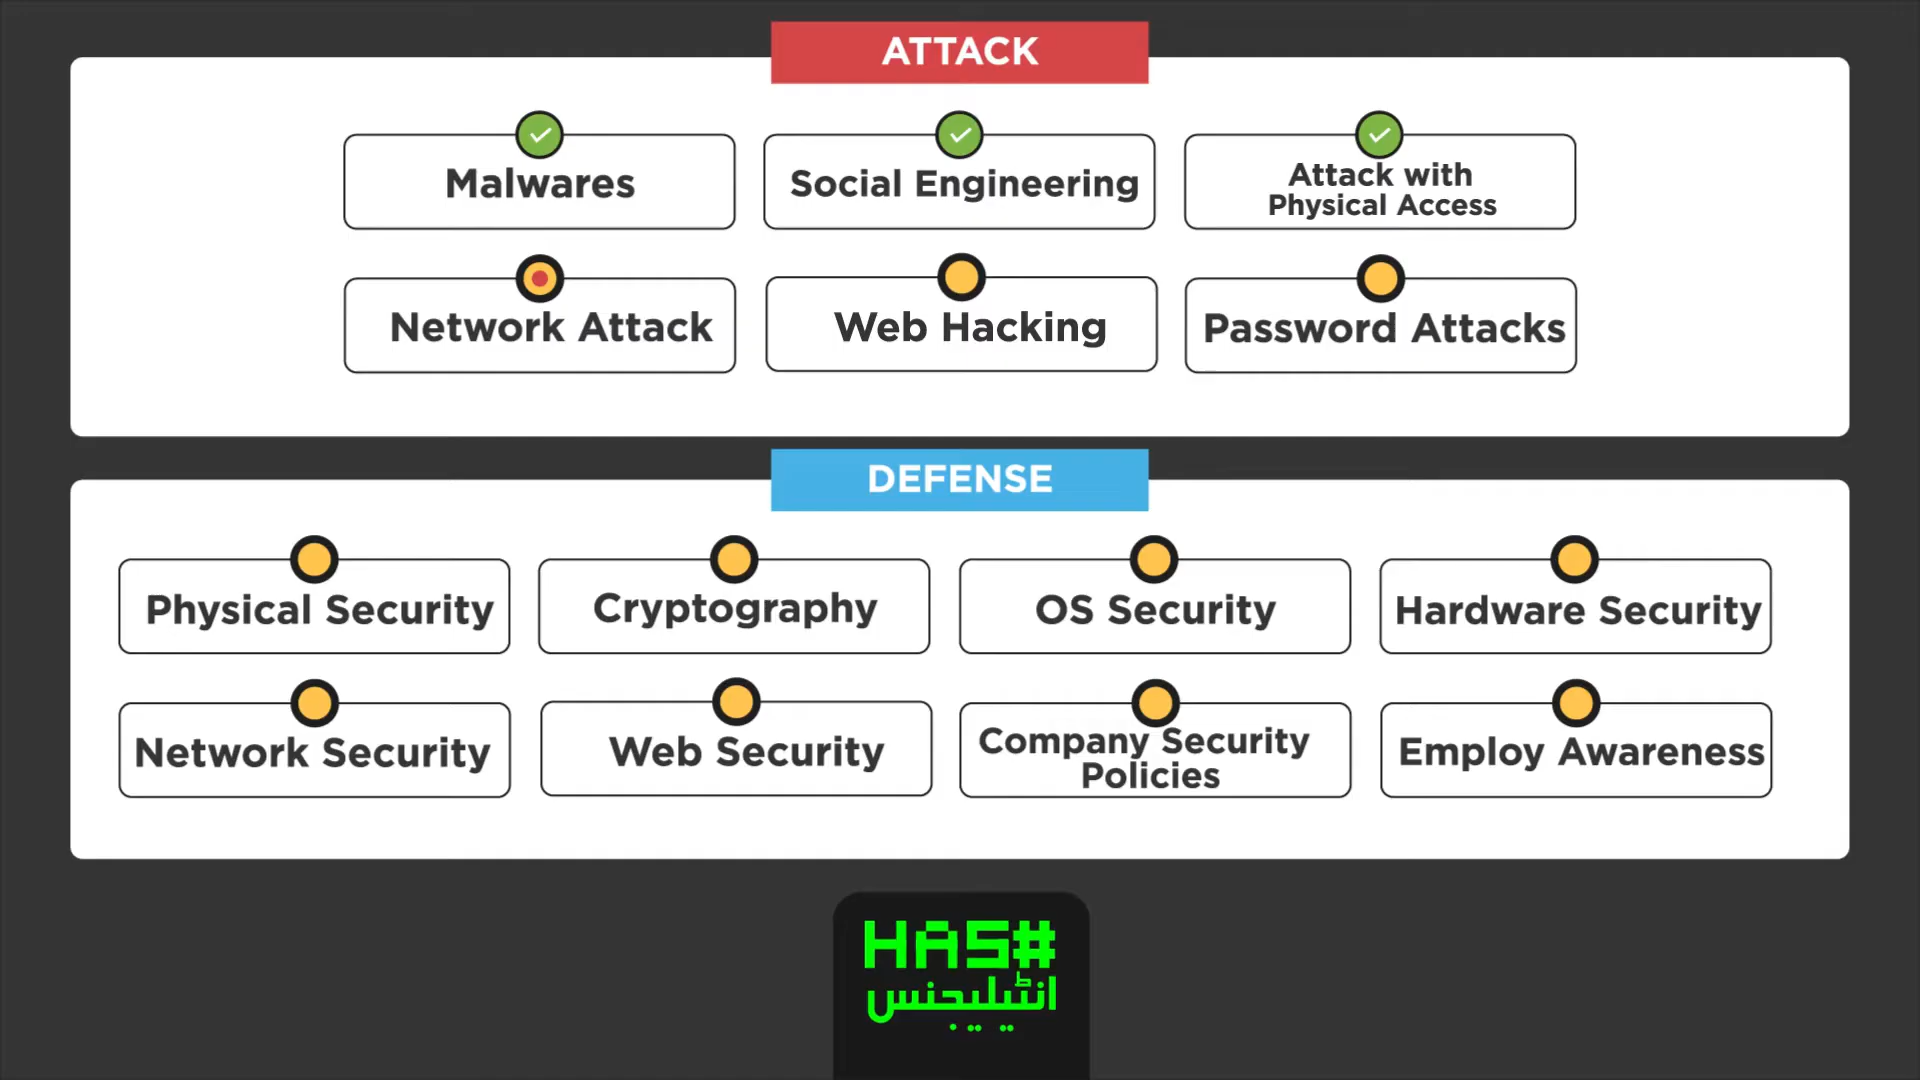 ATTACK
Malwares
Social Engineering
Attack with
Physical Access
Network Attack
Web Hacking
Password Attacks
DEFENSE
Physical Security
Cryptography
OS Security
Hardware Security
Network Security
Web Security
Company Security
Policies
Employ Awareness
HAS#
انٹیلیجنس